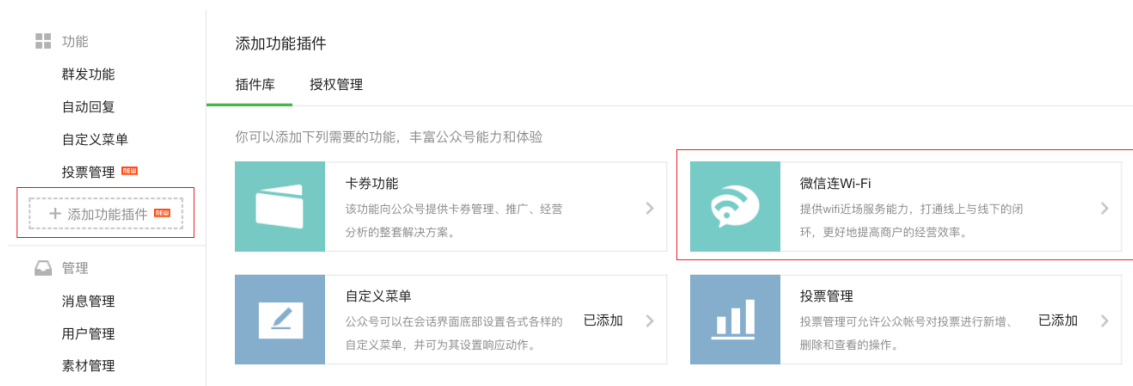 功能
群发功能
自动回复
自定义菜单
投票管理 NEW
+ 添加功能插件 NEW
管理
消息管理
用户管理
素材管理
添加功能插件
插件库 授权管理
你可以添加下列需要的功能，丰富公众号能力和体验
卡券功能
该功能向公众号提供卡券管理、推广、经营
分析的整套解决方案。
微信连Wi-Fi
提供wifi近场服务能力，打通线上与线下的闭
环，更好地提高商户的经营效率。
自定义菜单
公众号可以在会话界面底部设置各式各样的
自定义菜单，并可为其设置响应动作。
已添加
投票管理
投票管理可允许公众帐号对投票进行新增、
删除和查看的操作。
已添加